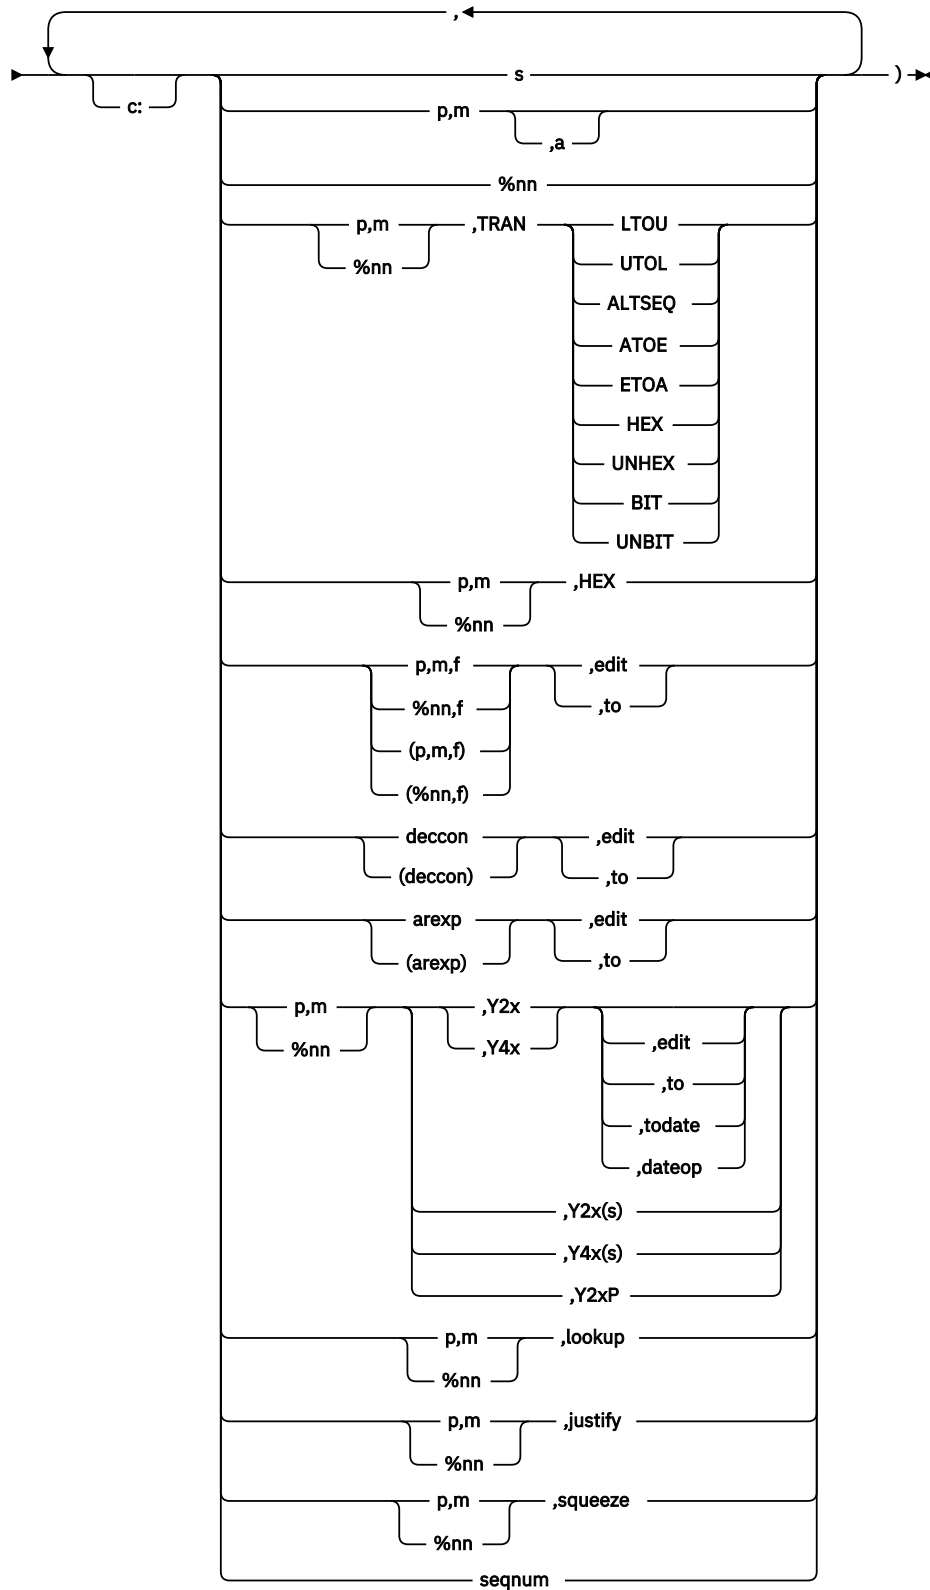 ,
s )
c:
p,m
,a
%nn
p,m ,TRAN LTOU
%nn UTOL
ALTSEQ
ATOE
ETOA
HEX
UNHEX
BIT
UNBIT
p,m ,HEX
%nn
p,m,f ,edit
%nn,f ,to
(p,m,f)
(%nn,f)
deccon ,edit
(deccon) ,to
arexp ,edit
(arexp) ,to
p,m ,Y2x
%nn ,Y4x ,edit
,to
,todate
,dateop
,Y2x(s)
,Y4x(s)
,Y2xP
p,m ,lookup
%nn
p,m ,justify
%nn
p,m ,squeeze
%nn
seqnum